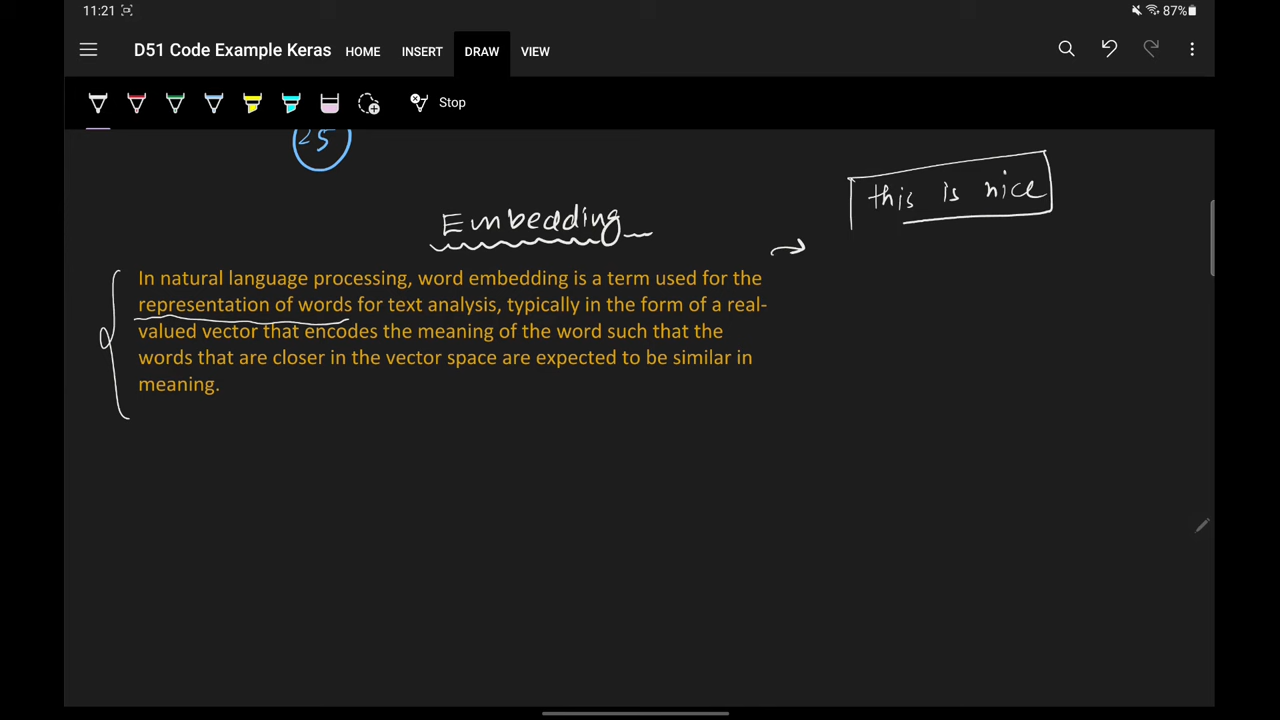 11:21 87%
D51 Code Example Keras HOME INSERT DRAW VIEW
Stop
25
this is nice
Embedding
In natural language processing, word embedding is a term used for the
representation of words for text analysis, typically in the form of a real-
valued vector that encodes the meaning of the word such that the
words that are closer in the vector space are expected to be similar in
meaning.